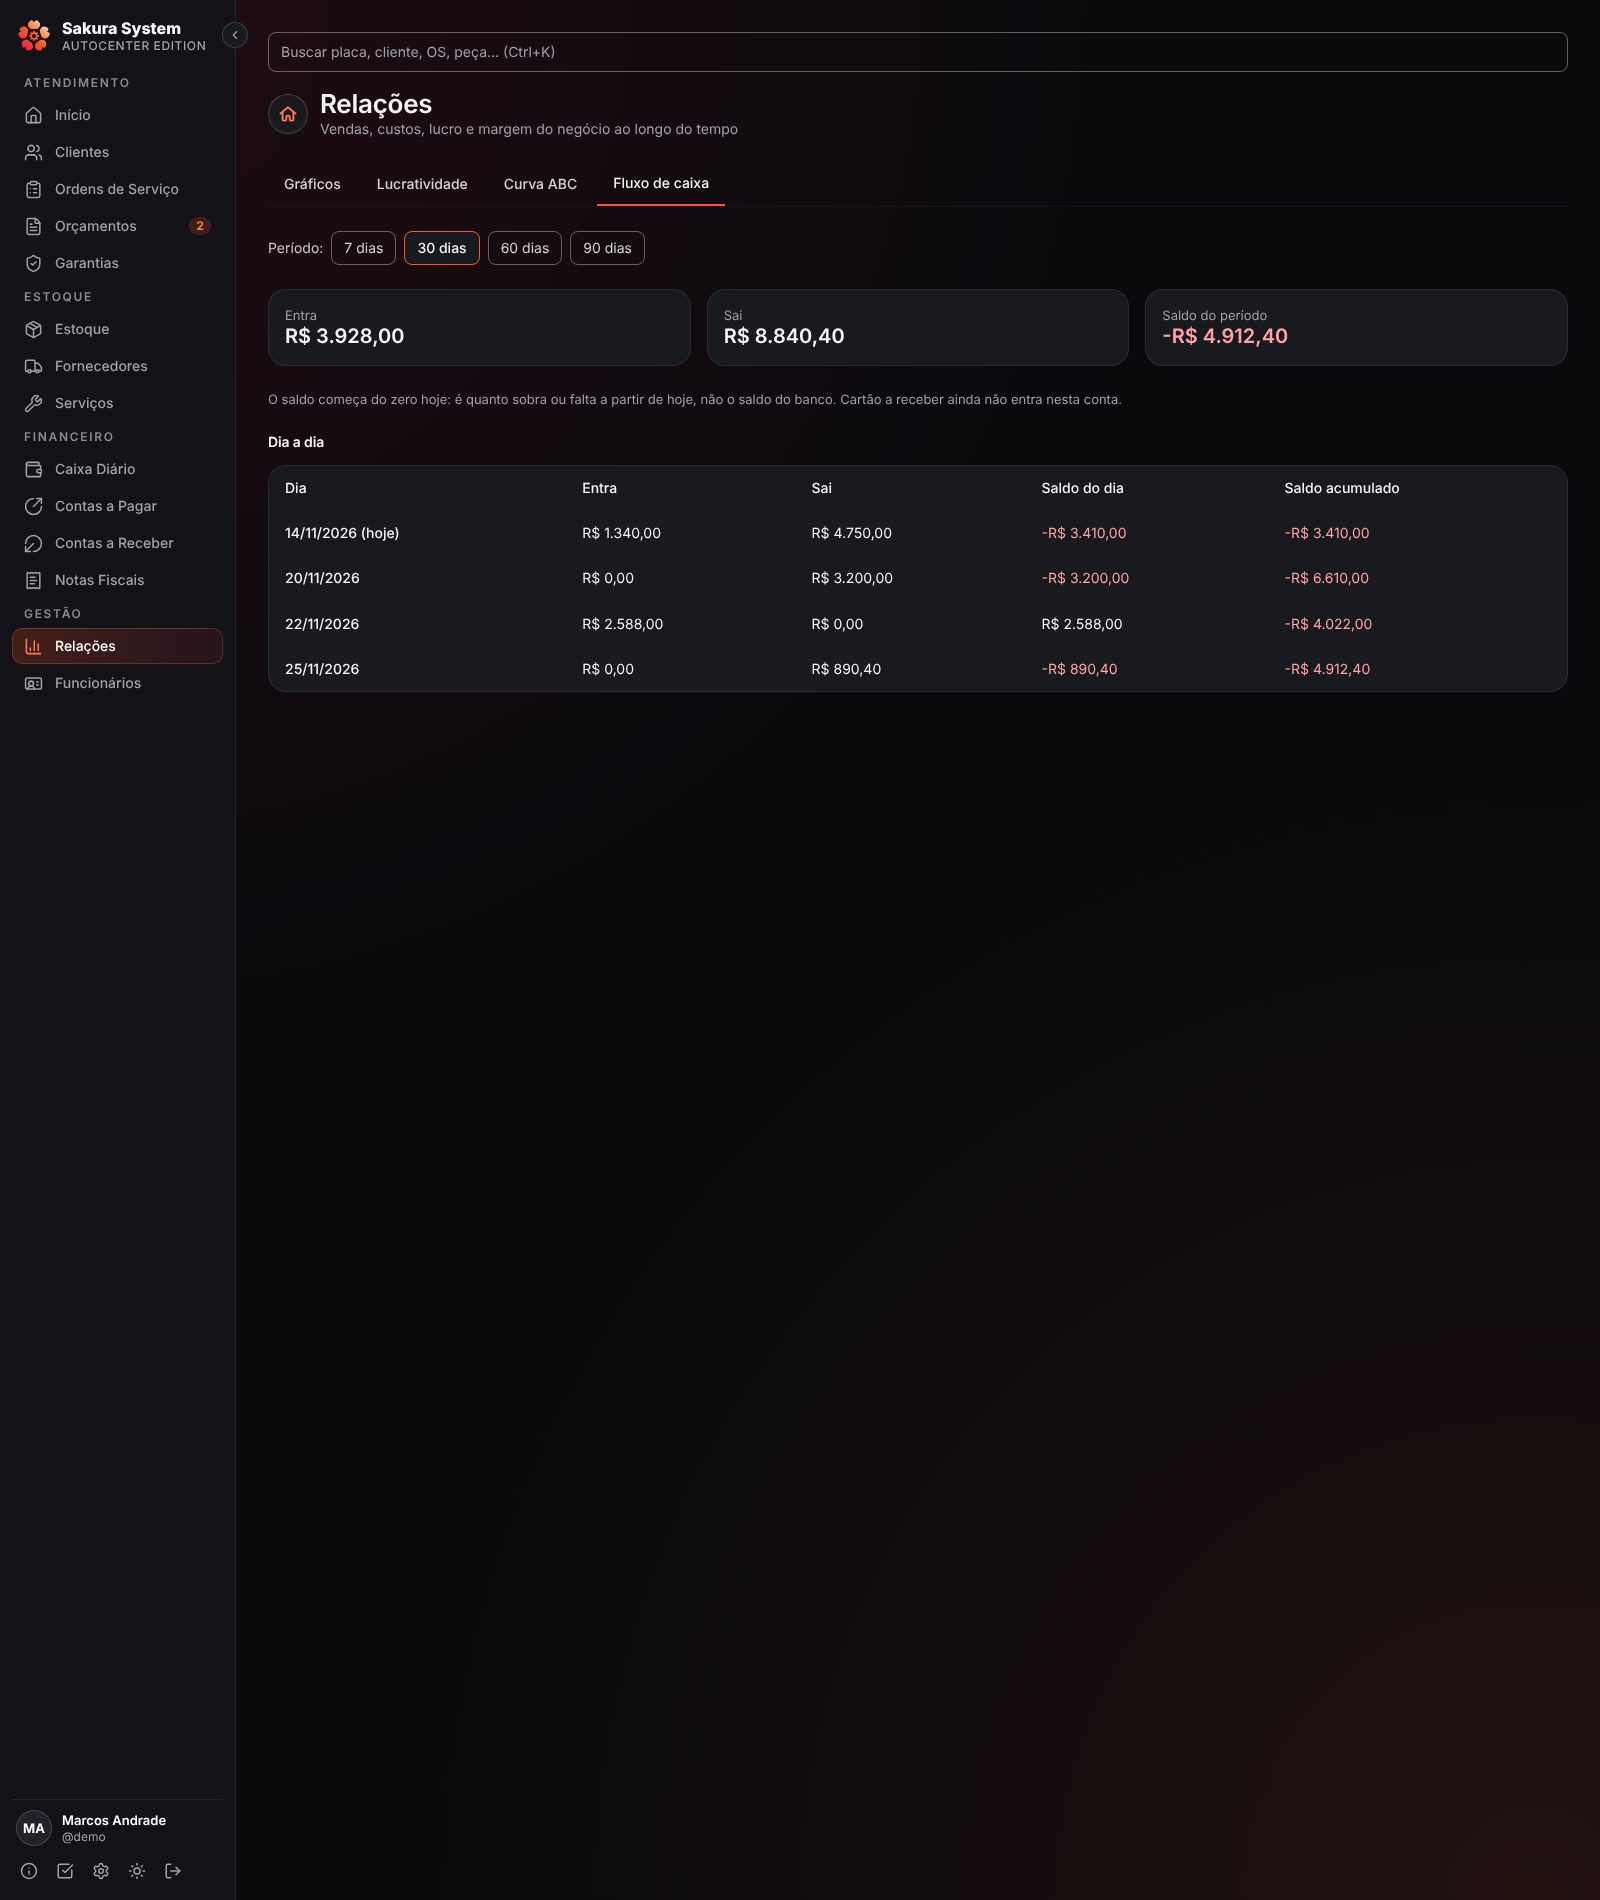 Sakura System
AUTOCENTER EDITION
ATENDIMENTO
Início
Clientes
Ordens de Serviço
Orçamentos 2
Garantias
ESTOQUE
Estoque
Fornecedores
Serviços
FINANCEIRO
Caixa Diário
Contas a Pagar
Contas a Receber
Notas Fiscais
GESTÃO
Relações
Funcionários
MA
Marcos Andrade
@demo
Buscar placa, cliente, OS, peça... (Ctrl+K)
Relações
Vendas, custos, lucro e margem do negócio ao longo do tempo
Gráficos Lucratividade Curva ABC Fluxo de caixa
Período: 7 dias 30 dias 60 dias 90 dias
Entra
R$ 3.928,00
Sai
R$ 8.840,40
Saldo do período
-R$ 4.912,40
O saldo começa do zero hoje: é quanto sobra ou falta a partir de hoje, não o saldo do banco. Cartão a receber ainda não entra nesta conta.
Dia a dia
Dia Entra Sai Saldo do dia Saldo acumulado
14/11/2026 (hoje) R$ 1.340,00 R$ 4.750,00 -R$ 3.410,00 -R$ 3.410,00
20/11/2026 R$ 0,00 R$ 3.200,00 -R$ 3.200,00 -R$ 6.610,00
22/11/2026 R$ 2.588,00 R$ 0,00 R$ 2.588,00 -R$ 4.022,00
25/11/2026 R$ 0,00 R$ 890,40 -R$ 890,40 -R$ 4.912,40